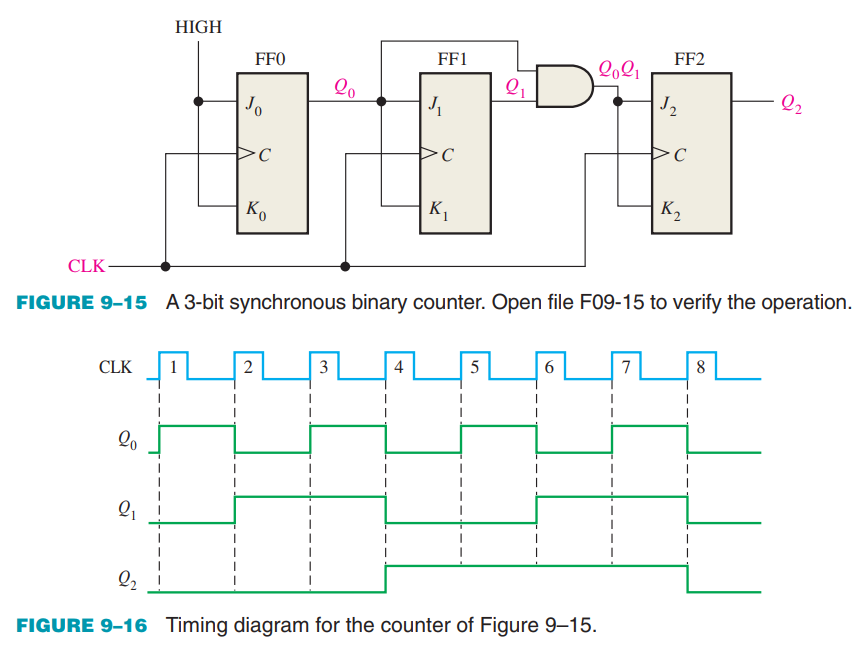 HIGH
FF0
FF1
FF2
Q0
Q1
Q0Q1
J0
J1
J2
Q2
C
C
C
K0
K1
K2
CLK
FIGURE 9–15 A 3-bit synchronous binary counter. Open file F09-15 to verify the operation.
CLK 1 2 3 4 5 6 7 8
Q0
Q1
Q2
FIGURE 9–16 Timing diagram for the counter of Figure 9–15.